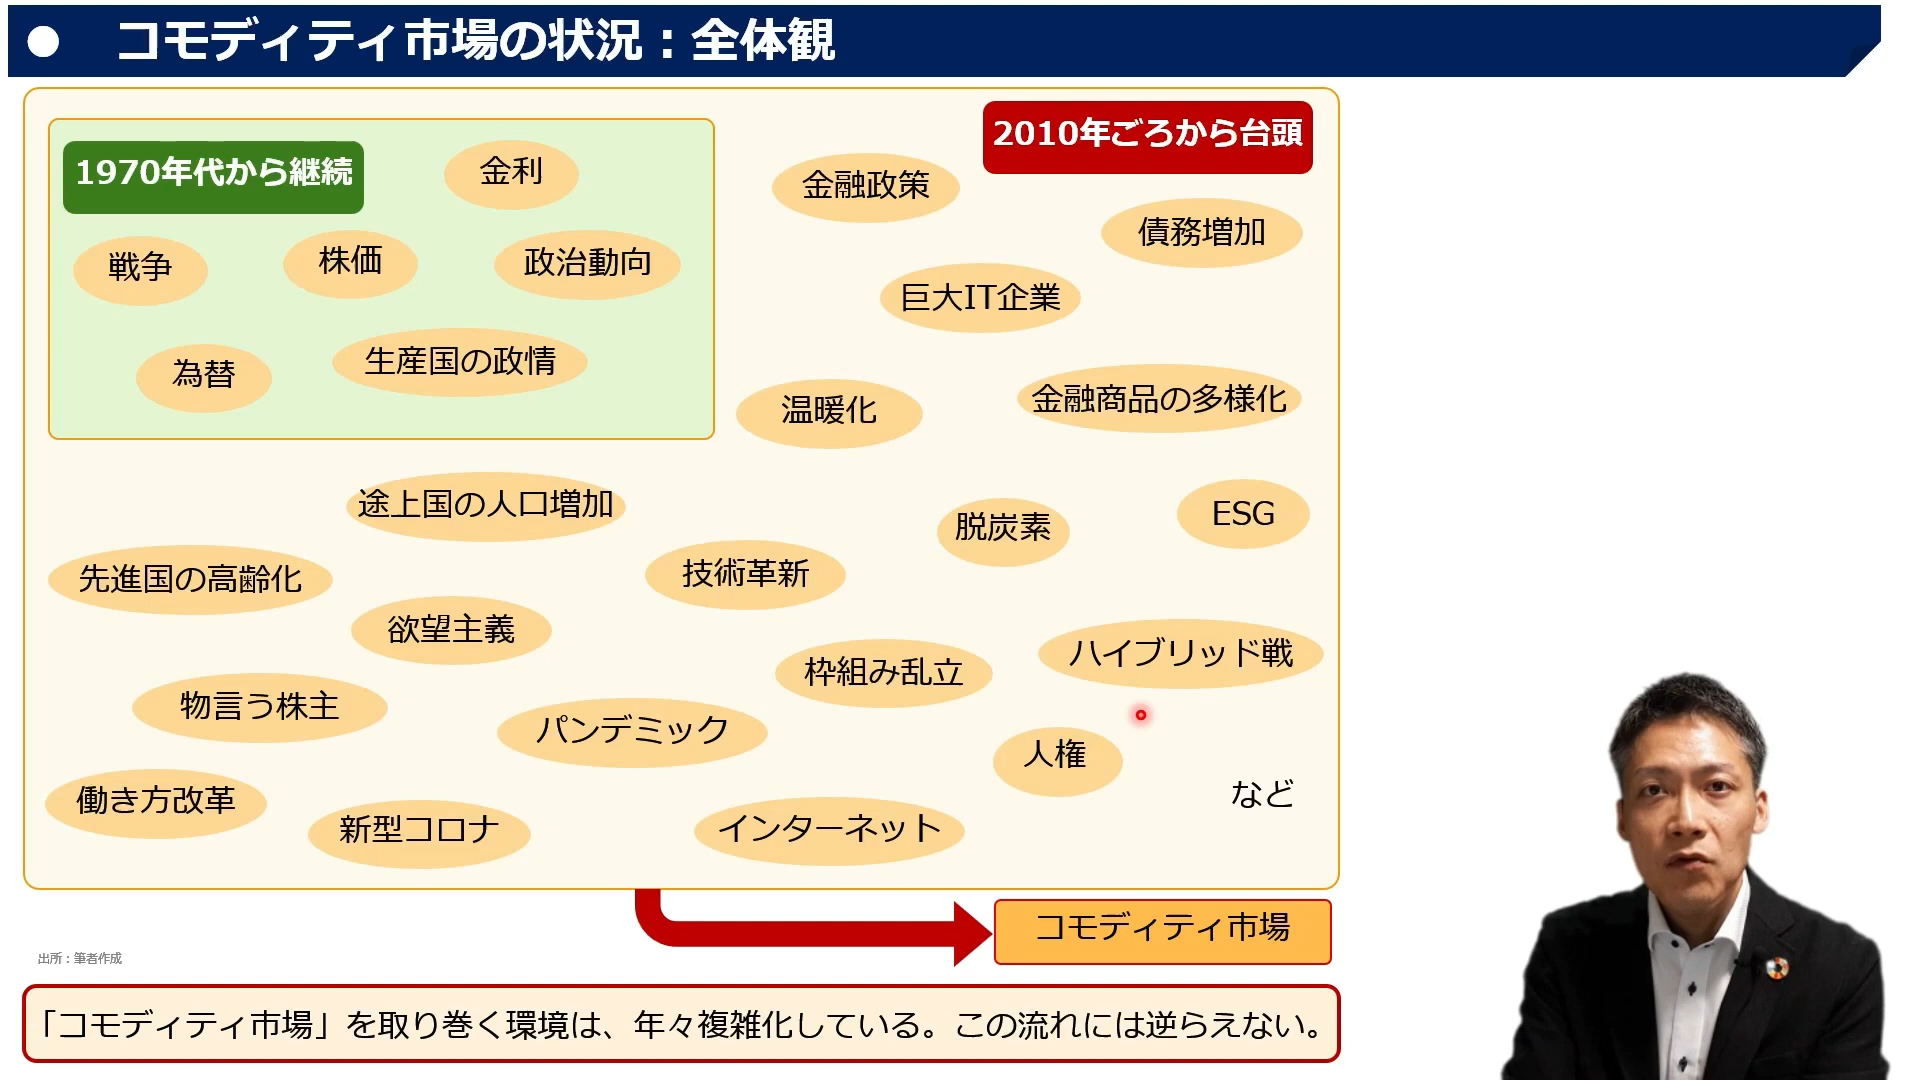 コモディティ市場の状況：全体観
1970年代から継続
金利
戦争
株価
政治動向
為替
生産国の政情
2010年ごろから台頭
金融政策
債務増加
巨大IT企業
温暖化
金融商品の多様化
途上国の人口増加
脱炭素
ESG
先進国の高齢化
技術革新
欲望主義
枠組み乱立
ハイブリッド戦
物言う株主
パンデミック
人権
働き方改革
新型コロナ
インターネット
など
コモディティ市場
出所：筆者作成
「コモディティ市場」を取り巻く環境は、年々複雑化している。この流れには逆らえない。